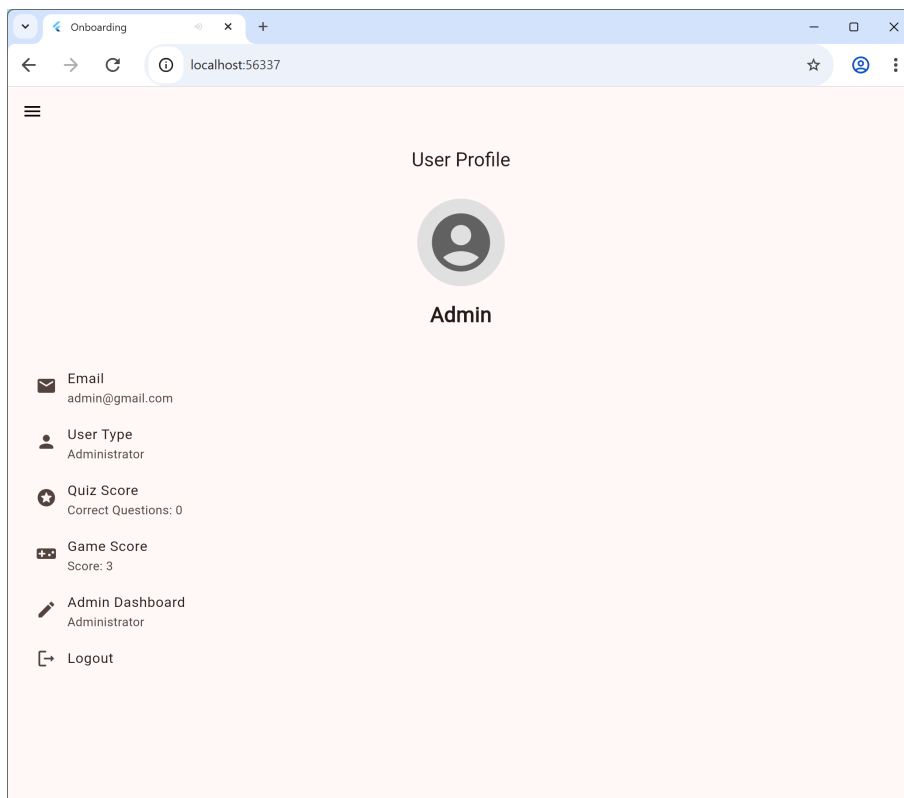 Onboarding
localhost:56337
User Profile
Admin
Email
admin@gmail.com
User Type
Administrator
Quiz Score
Correct Questions: 0
Game Score
Score: 3
Admin Dashboard
Administrator
Logout